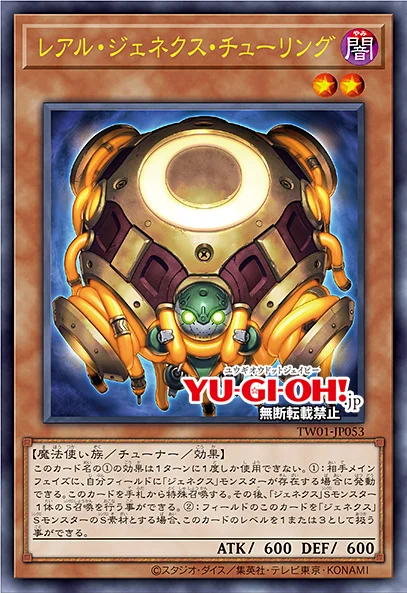 レアル・ジェネクス・チューリング
やみ
闇
ユウギオウドットジェイピー
YU-GI-OH!.jp
無断転載禁止
TW01-JP053
【魔法使い族／チューナー／効果】
このカード名の①の効果は1ターンに1度しか使用できない。①：相手メイン
フェイズに、自分フィールドに「ジェネクス」モンスターが存在する場合に発動
できる。このカードを手札から特殊召喚する。その後、「ジェネクス」Sモンスター
1体のS召喚を行う事ができる。②：フィールドのこのカードを「ジェネクス」
SモンスターのS素材とする場合、このカードのレベルを1または3として扱う
事ができる。
ATK/ 600 DEF/ 600
©スタジオ・ダイス／集英社・テレビ東京・KONAMI